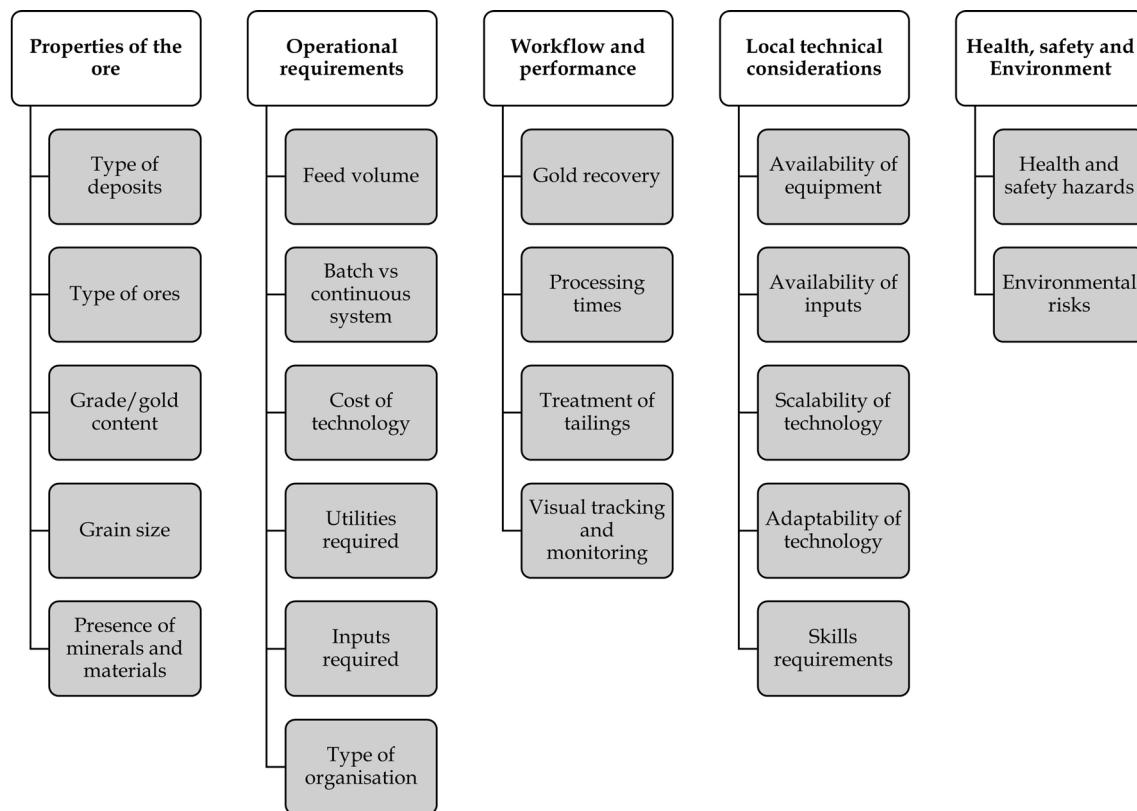 Properties of the
ore
Type of
deposits
Type of ores
Grade/gold
content
Grain size
Presence of
minerals and
materials
Operational
requirements
Feed volume
Batch vs
continuous
system
Cost of
technology
Utilities
required
Inputs
required
Type of
organisation
Workflow and
performance
Gold recovery
Processing
times
Treatment of
tailings
Visual tracking
and
monitoring
Local technical
considerations
Availability of
equipment
Availability of
inputs
Scalability of
technology
Adaptability of
technology
Skills
requirements
Health, safety and
Environment
Health and
safety hazards
Environmental
risks